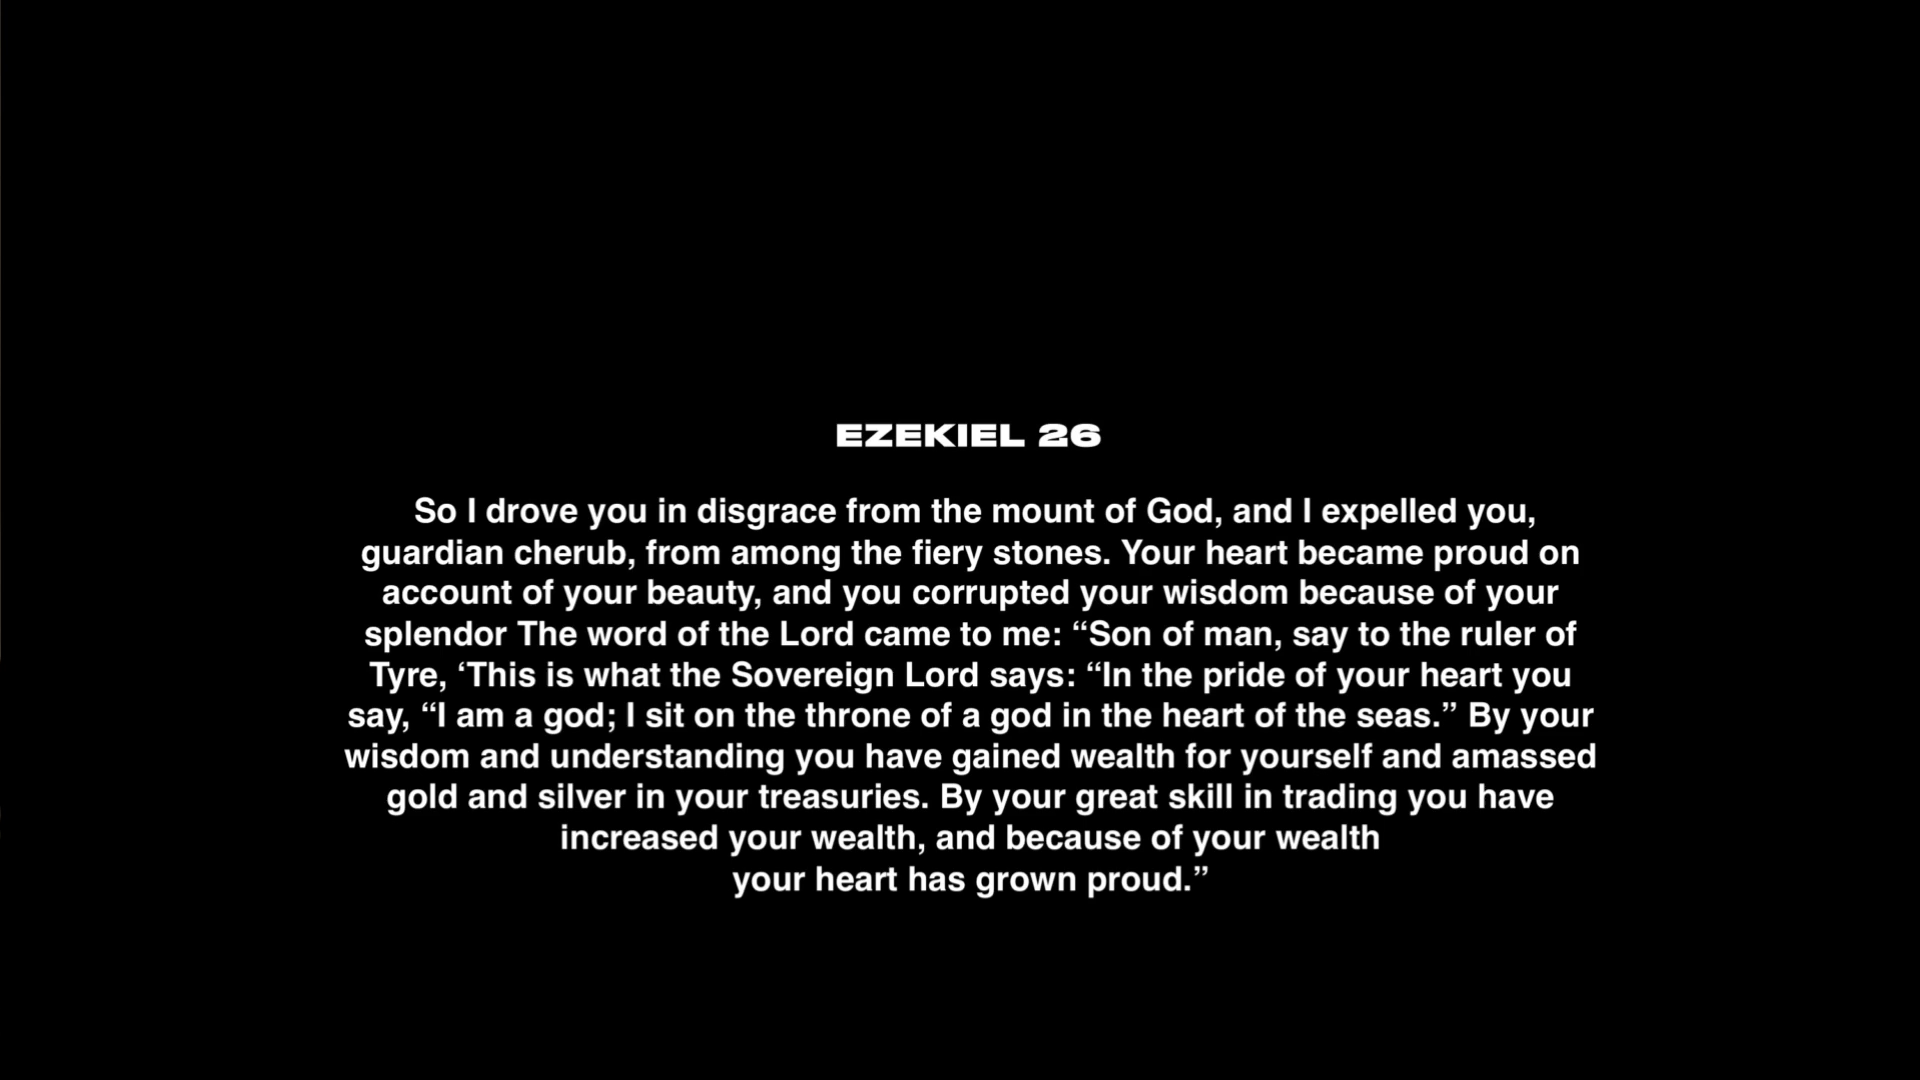 EZEKIEL 26
So I drove you in disgrace from the mount of God, and I expelled you,
guardian cherub, from among the fiery stones. Your heart became proud on
account of your beauty, and you corrupted your wisdom because of your
splendor The word of the Lord came to me: “Son of man, say to the ruler of
Tyre, ‘This is what the Sovereign Lord says: “In the pride of your heart you
say, “I am a god; I sit on the throne of a god in the heart of the seas.” By your
wisdom and understanding you have gained wealth for yourself and amassed
gold and silver in your treasuries. By your great skill in trading you have
increased your wealth, and because of your wealth
your heart has grown proud.”